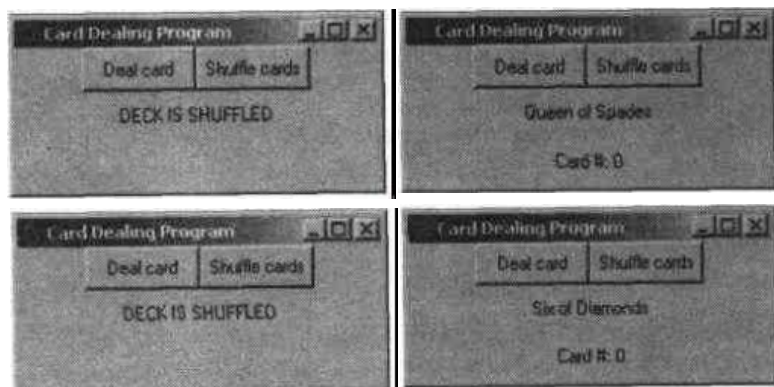 Card Dealing Program
Deal card Shuffle cards
DECK IS SHUFFLED
Card Dealing Program
Deal card Shuffle cards
Queen of Spades
Card #: 0
Card Dealing Program
Deal card Shuffle cards
DECK IS SHUFFLED
Card Dealing Program
Deal card Shuffle cards
Six of Diamonds
Card #: 0